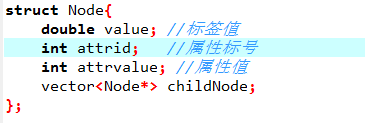 struct Node{
double value; //标签值
int attrid; //属性标号
int attrvalue; //属性值
vector<Node*> childNode;
};